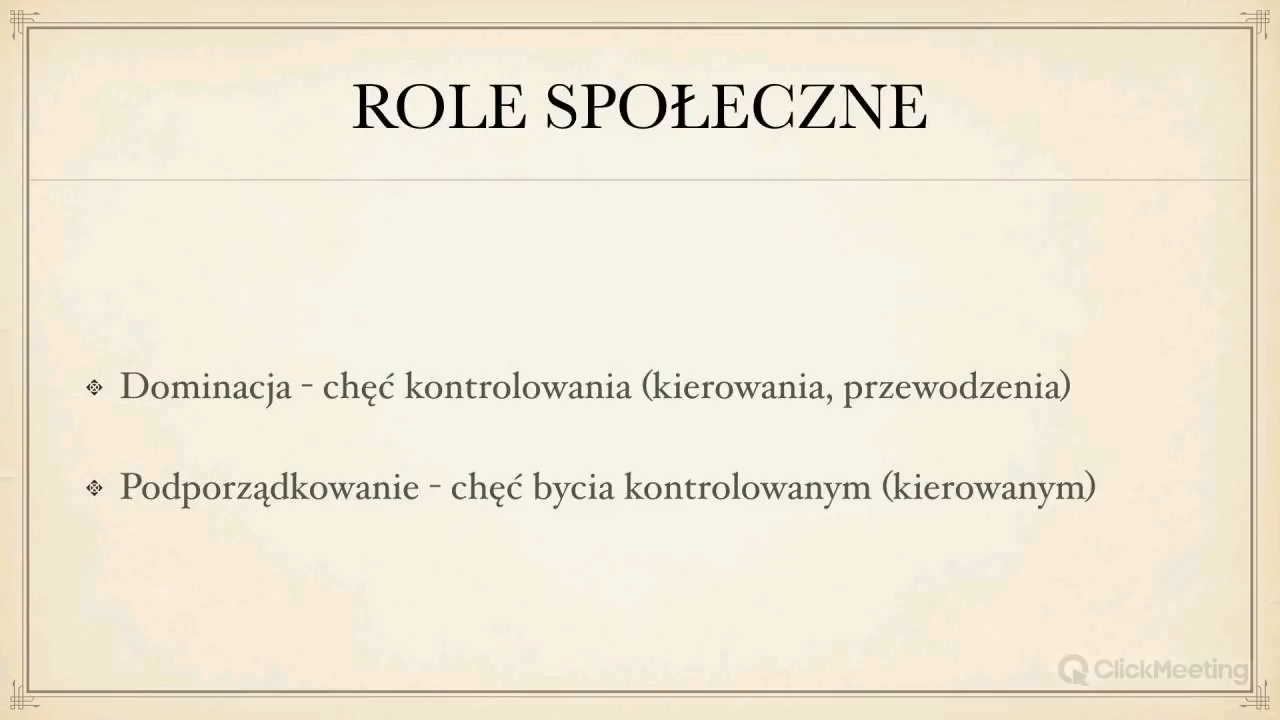 ROLE SPOŁECZNE
Dominacja - chęć kontrolowania (kierowania, przewodzenia)
Podporządkowanie - chęć bycia kontrolowanym (kierowanym)
ClickMeeting